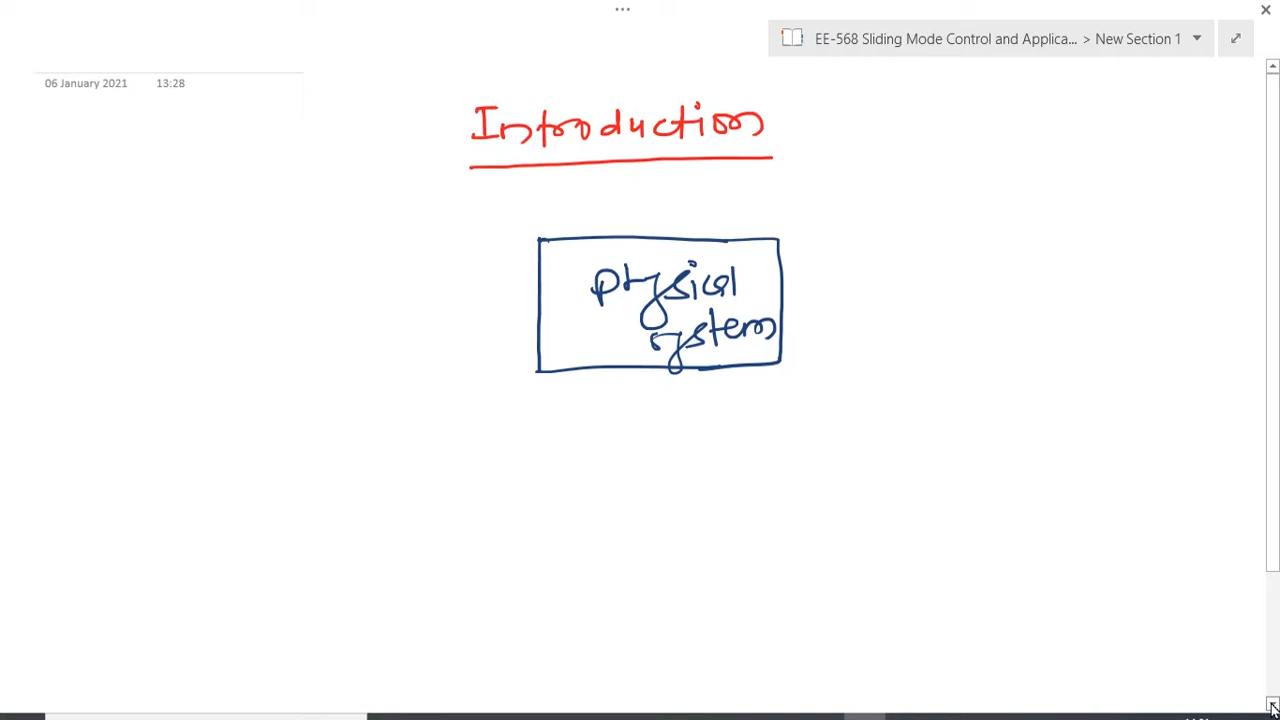 EE-568 Sliding Mode Control and Applica... > New Section 1
06 January 2021 13:28
Introduction
physical
system